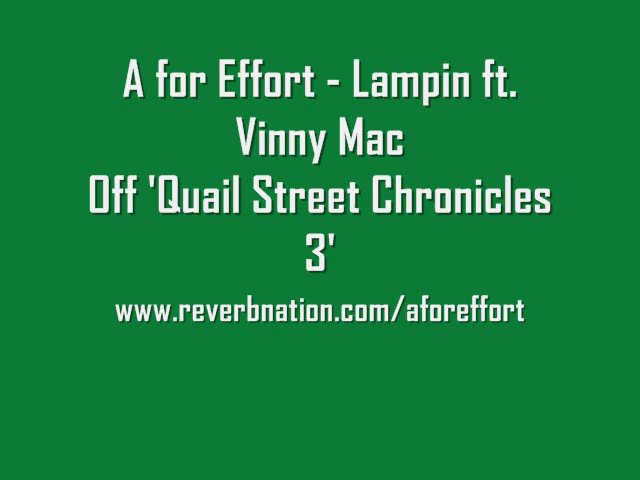 A for Effort - Lampin ft.
Vinny Mac
Off 'Quail Street Chronicles
3'
www.reverbnation.com/aforeffort